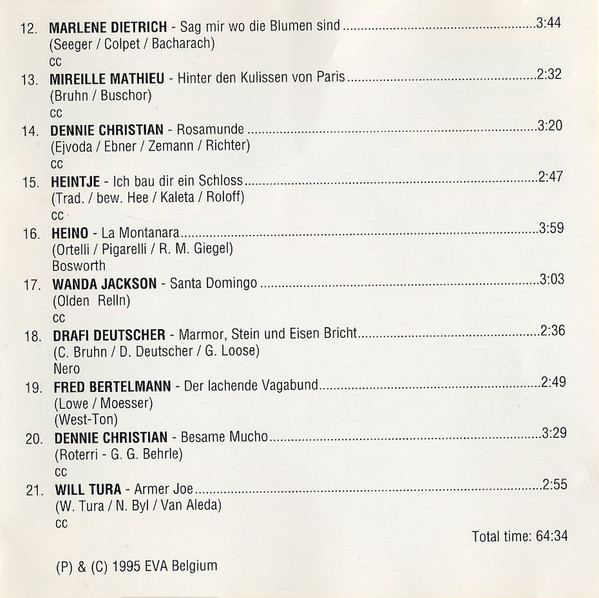 12. MARLENE DIETRICH - Sag mir wo die Blumen sind........................................3:44
(Seeger / Colpet / Bacharach)
cc
13. MIREILLE MATHIEU - Hinter den Kulissen von Paris........................................2:32
(Bruhn / Buschor)
cc
14. DENNIE CHRISTIAN - Rosamunde........................................3:20
(Ejvoda / Ebner / Zemann / Richter)
cc
15. HEINTJE - Ich bau dir ein Schloss........................................2:47
(Trad. / bew. Hee / Kaleta / Roloff)
cc
16. HEINO - La Montanara........................................3:59
(Ortelli / Pigarelli / R. M. Giegel)
Bosworth
17. WANDA JACKSON - Santa Domingo........................................3:03
(Olden Relln)
cc
18. DRAFI DEUTSCHER - Marmor, Stein und Eisen Bricht........................................2:36
(C. Bruhn / D. Deutscher / G. Loose)
Nero
19. FRED BERTELMANN - Der lachende Vagabund........................................2:49
(Lowe / Moesser)
(West-Ton)
20. DENNIE CHRISTIAN - Besame Mucho........................................3:29
(Roterri - G. G. Behrle)
cc
21. WILL TURA - Armer Joe........................................2:55
(W. Tura / N. Byl / Van Aleda)
cc
Total time: 64:34
(P) & (C) 1995 EVA Belgium